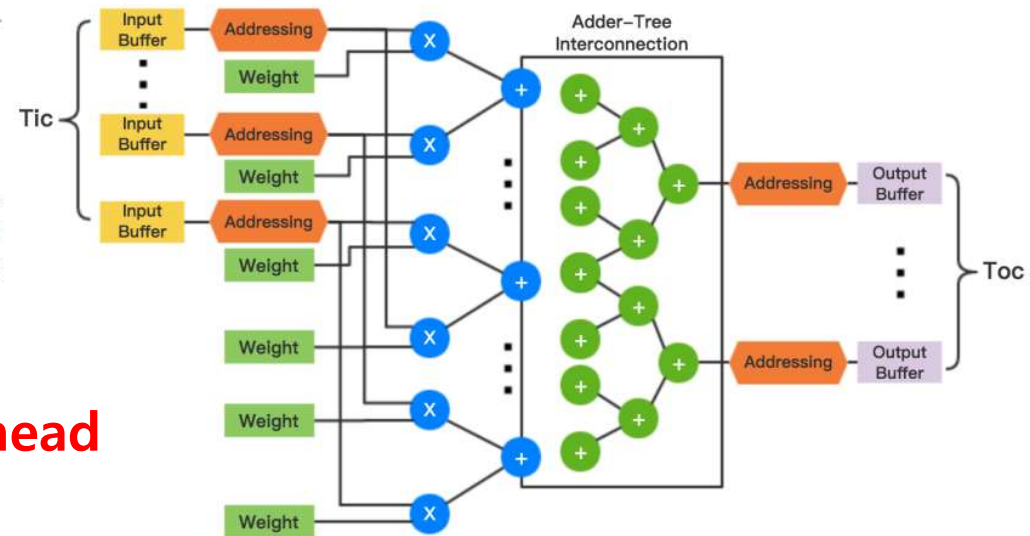 Adder-Tree
Interconnection
Tic
Input
Buffer
Addressing
Weight
X
+
Input
Buffer
Addressing
Weight
X
Input
Buffer
Addressing
Weight
X
+
Weight
X
Weight
X
+
Weight
X
+
+
+
+
+
+
+
+
+
+
+
+
+
+
Addressing
Output
Buffer
Addressing
Output
Buffer
Toc
head